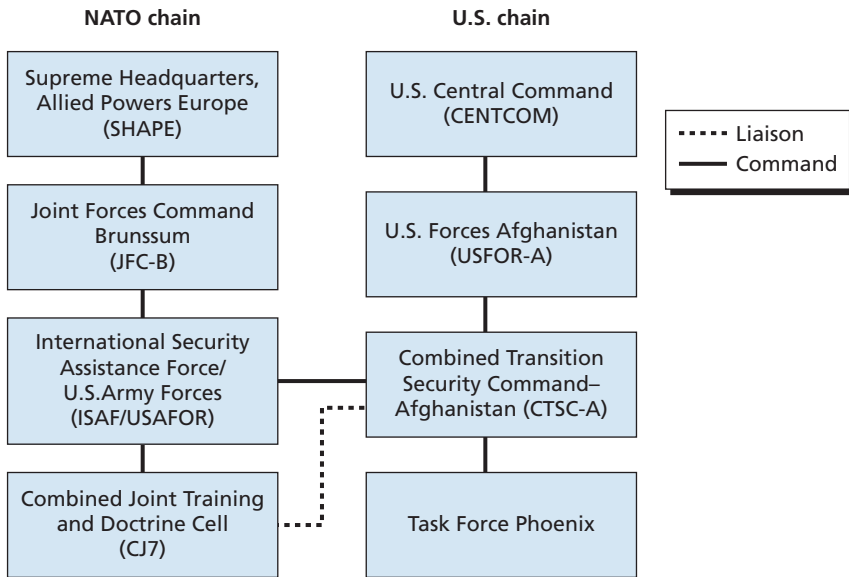 NATO chain
U.S. chain
Supreme Headquarters,
Allied Powers Europe
(SHAPE)
Joint Forces Command
Brunssum
(JFC-B)
International Security
Assistance Force/
U.S.Army Forces
(ISAF/USAFOR)
Combined Joint Training
and Doctrine Cell
(CJ7)
U.S. Central Command
(CENTCOM)
U.S. Forces Afghanistan
(USFOR-A)
Combined Transition
Security Command–
Afghanistan (CTSC-A)
Task Force Phoenix
Liaison
Command